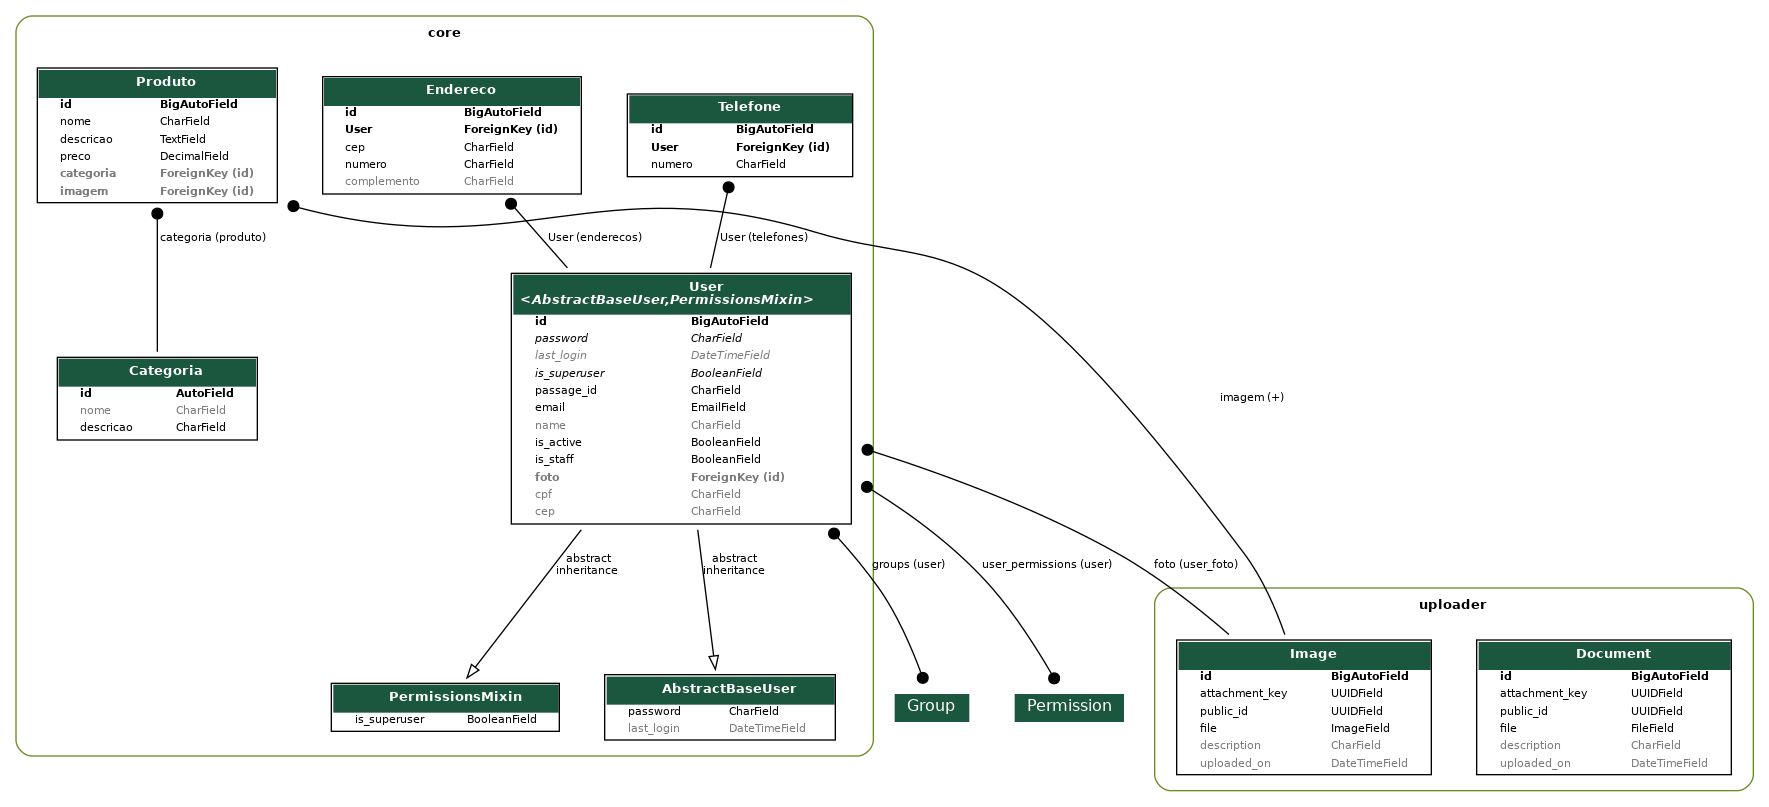 core
Produto
id BigAutoField
nome CharField
descricao TextField
preco DecimalField
categoria ForeignKey (id)
imagem ForeignKey (id)
Endereco
id BigAutoField
User ForeignKey (id)
cep CharField
numero CharField
complemento CharField
Telefone
id BigAutoField
User ForeignKey (id)
numero CharField
categoria (produto)
User (enderecos)
User (telefones)
User
<AbstractBaseUser,PermissionsMixin>
id BigAutoField
password CharField
last_login DateTimeField
is_superuser BooleanField
passage_id CharField
email EmailField
name CharField
is_active BooleanField
is_staff BooleanField
foto ForeignKey (id)
cpf CharField
cep CharField
Categoria
id AutoField
nome CharField
descricao CharField
imagem (+)
abstract
inheritance
abstract
inheritance
groups (user)
user_permissions (user)
foto (user_foto)
PermissionsMixin
is_superuser BooleanField
AbstractBaseUser
password CharField
last_login DateTimeField
Group
Permission
uploader
Image
id BigAutoField
attachment_key UUIDField
public_id UUIDField
file ImageField
description CharField
uploaded_on DateTimeField
Document
id BigAutoField
attachment_key UUIDField
public_id UUIDField
file FileField
description CharField
uploaded_on DateTimeField